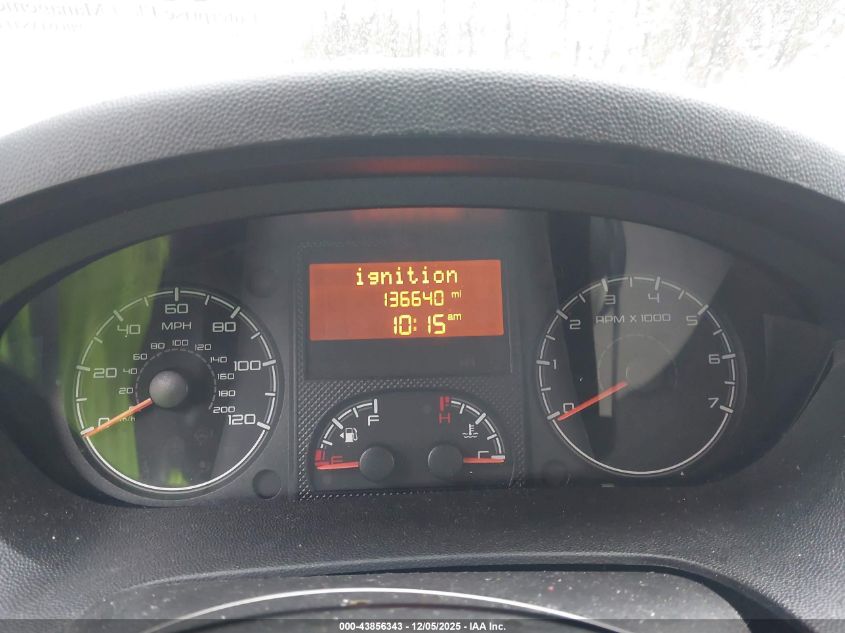 ignition
136640 mi
10:15 am
MPH
0 20 40 60 80 100 120
20 40 60 80 100 120 140 160 180 200
km/h
RPM X 1000
0 1 2 3 4 5 6 7
E F
H C
000-43856343 - 12/05/2025 - IAA Inc.